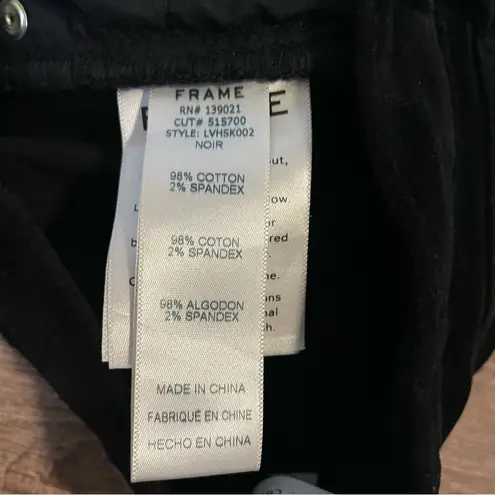 FRAME
RN# 139021
CUT# 515700
STYLE: LVHSK002
NOIR
98% COTTON
2% SPANDEX
98% COTON
2% SPANDEX
98% ALGODON
2% SPANDEX
MADE IN CHINA
FABRIQUÉ EN CHINE
HECHO EN CHINA